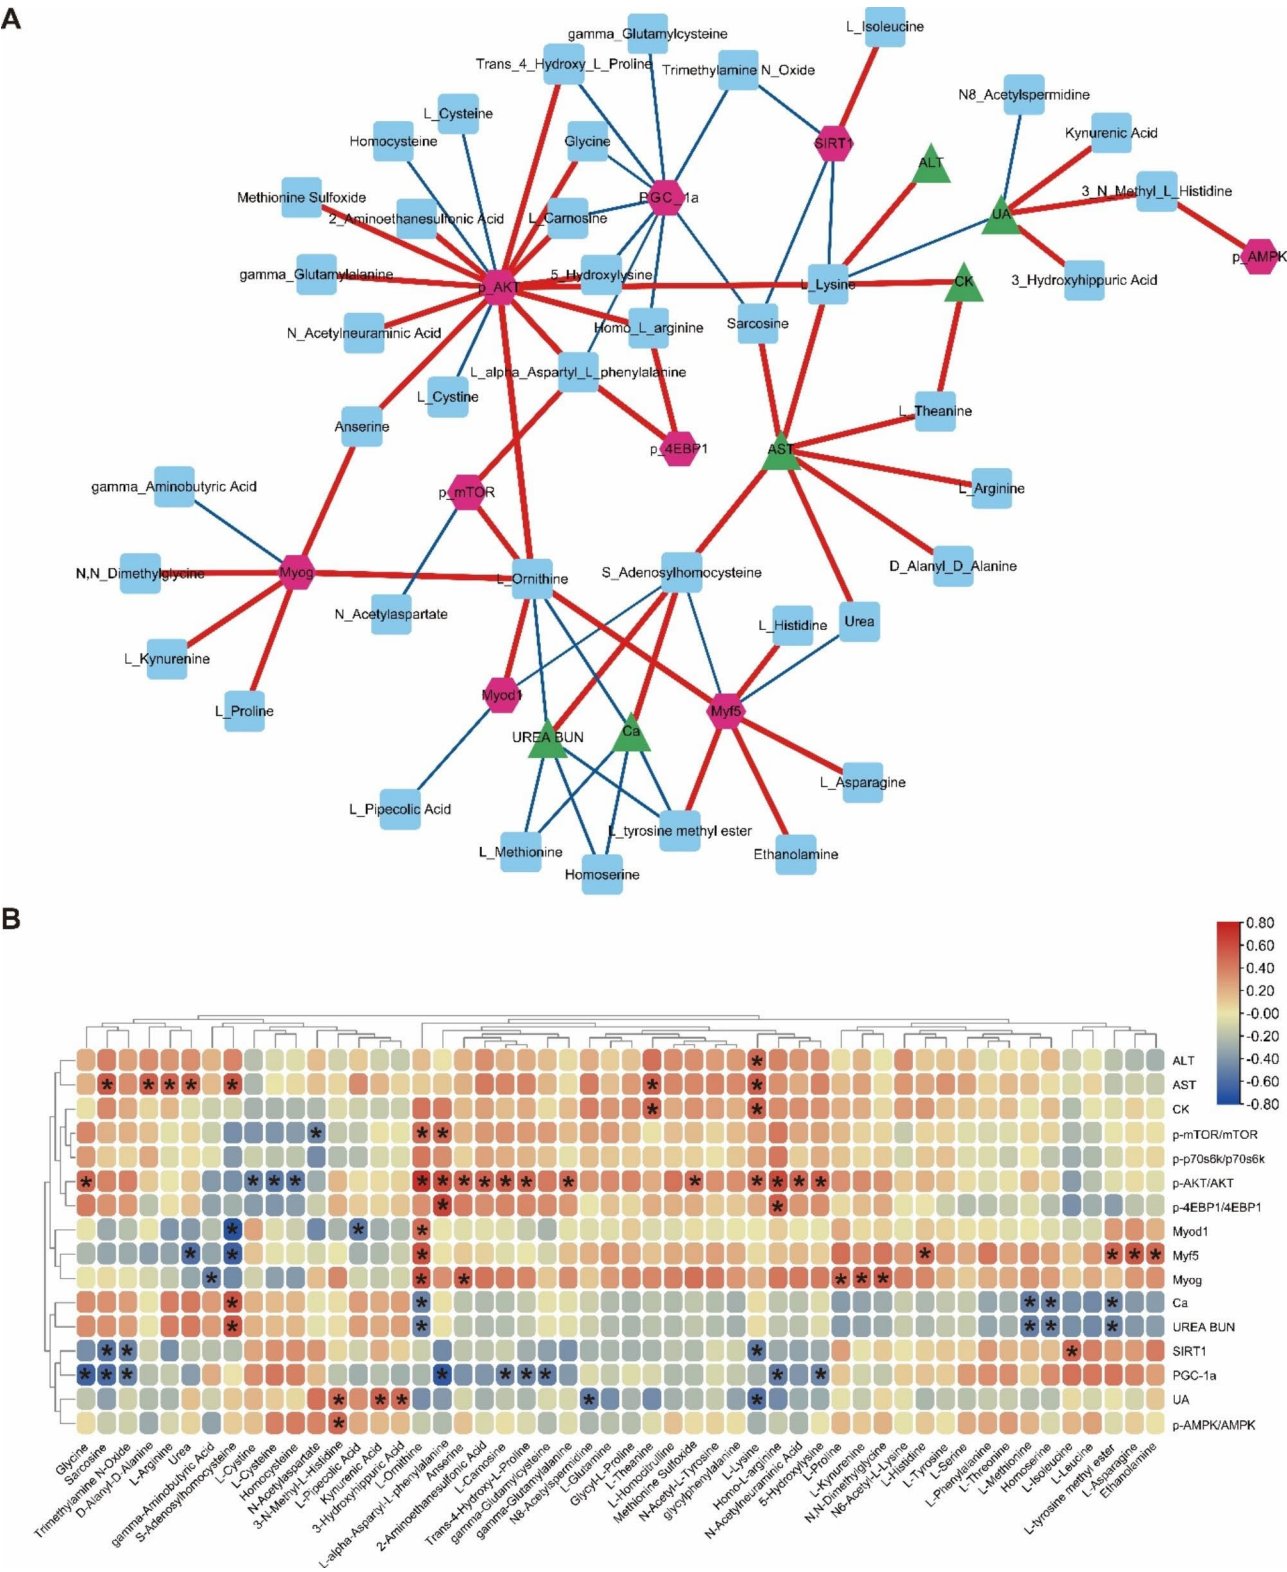 A
gamma_Glutamylcysteine
L_Isoleucine
Trans_4_Hydroxy_L_Proline
Trimethylamine N_Oxide
N8_Acetylspermidine
L_Cysteine
Kynurenic Acid
Homocysteine
Glycine
SIRT1
ALT
Methionine Sulfoxide
PGC_1a
3_N_Methyl_L_Histidine
2_Aminoethanesulfonic Acid
L_Carnosine
UA
p_AMPK
gamma_Glutamylalanine
5_Hydroxylysine
p_AKT
L_Lysine
CK
3_Hydroxyhippuric Acid
N_Acetylneuraminic Acid
Homo_L_arginine
Sarcosine
L_alpha_Aspartyl_L_phenylalanine
L_Cystine
L_Theanine
Anserine
p_4EBP1
AST
gamma_Aminobutyric Acid
p_mTOR
L_Arginine
N,N_Dimethylglycine
Myog
L_Ornithine
S_Adenosylhomocysteine
D_Alanyl_D_Alanine
N_Acetylaspartate
L_Histidine
Urea
L_Kynurenine
Myod1
L_Proline
Myf5
UREA BUN
Ca
L_Asparagine
L_Pipecolic Acid
L_tyrosine methyl ester
L_Methionine
Ethanolamine
Homoserine
B
0.80
0.60
0.40
0.20
-0.00
-0.20
-0.40
-0.60
-0.80
ALT
AST
CK
p-mTOR/mTOR
p-p70s6k/p70s6k
p-AKT/AKT
p-4EBP1/4EBP1
Myod1
Myf5
Myog
Ca
UREA BUN
SIRT1
PGC-1a
UA
p-AMPK/AMPK
Glycine
Sarcosine
Trimethylamine N-Oxide
D-Alanyl-D-Alanine
L-Arginine
Urea
gamma-Aminobutyric Acid
S-Adenosylhomocysteine
L-Cystine
L-Cysteine
Homocysteine
N-Acetylaspartate
3-N-Methyl-L-Histidine
L-Pipecolic Acid
Kynurenic Acid
3-Hydroxyhippuric Acid
L-Ornithine
L-alpha-Aspartyl-L-phenylalanine
Anserine
2-Aminoethanesulfonic Acid
L-Carnosine
Trans-4-Hydroxy-L-Proline
gamma-Glutamylcysteine
gamma-Glutamylalanine
N8-Acetylspermidine
L-Glutamine
Glycyl-L-Proline
L-Theanine
L-Homocitrulline
Methionine Sulfoxide
N-Acetyl-L-Tyrosine
glycylphenylalanine
L-Lysine
Homo-L-arginine
N-Acetylneuraminic Acid
5-Hydroxylysine
L-Proline
L-Kynurenine
N,N-Dimethylglycine
N6-Acetyl-L-Lysine
L-Histidine
L-Tyrosine
L-Serine
L-Phenylalanine
L-Threonine
L-Methionine
Homoserine
L-Isoleucine
L-Leucine
L-tyrosine methyl ester
L-Asparagine
Ethanolamine